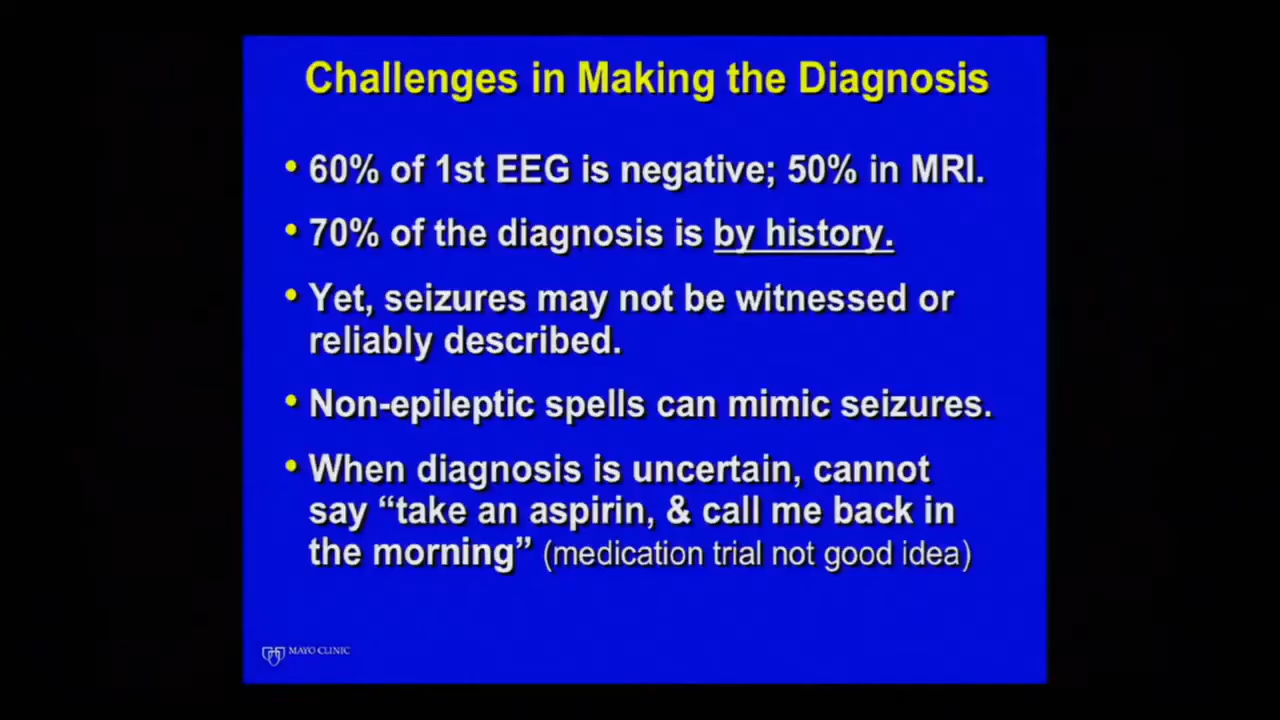 Challenges in Making the Diagnosis
• 60% of 1st EEG is negative; 50% in MRI.
• 70% of the diagnosis is by history.
• Yet, seizures may not be witnessed or
reliably described.
• Non-epileptic spells can mimic seizures.
• When diagnosis is uncertain, cannot
say “take an aspirin, & call me back in
the morning” (medication trial not good idea)
MAYO CLINIC